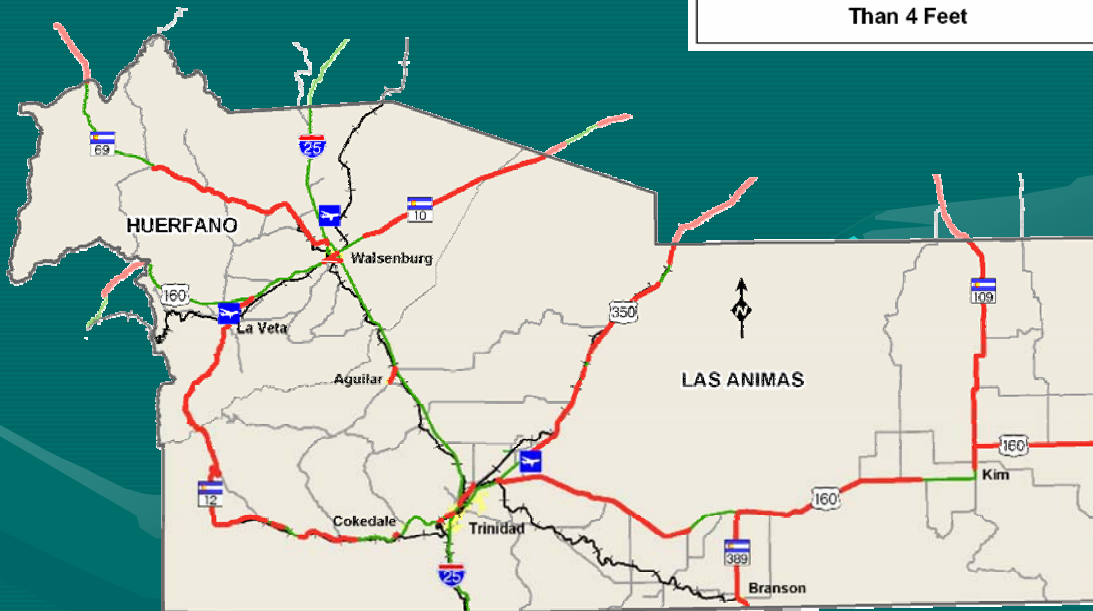 Than 4 Feet
69
25
HUERFANO
10
Walsenburg
160
La Veta
350
N
109
Aguilar
LAS ANIMAS
160
Kim
12
160
Cokedale
Trinidad
389
25
Branson